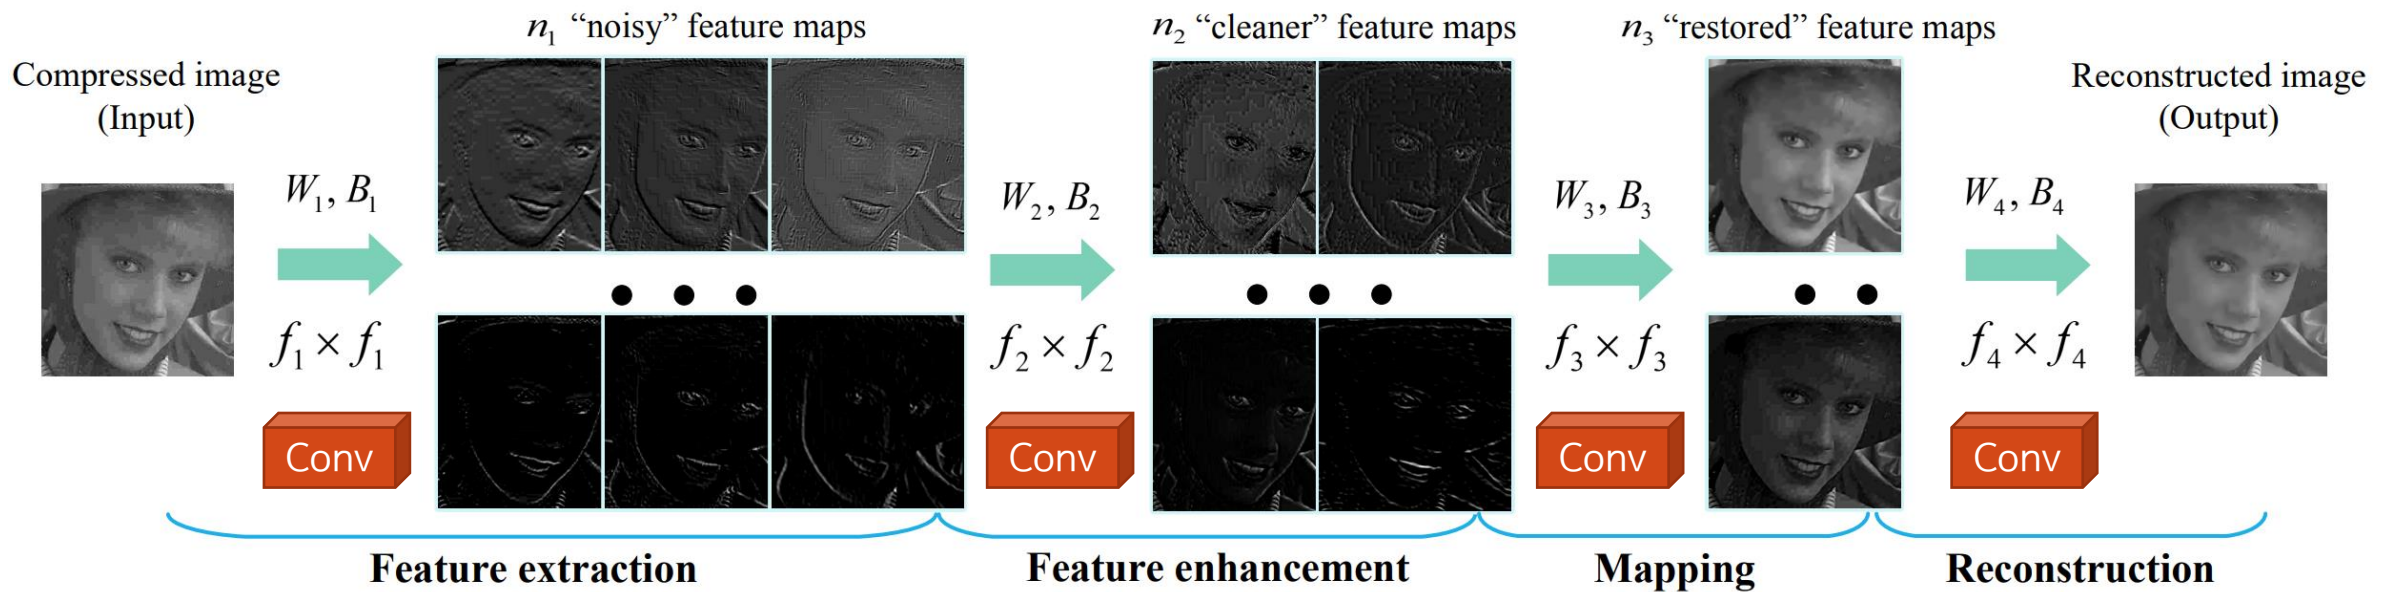 Compressed image
(Input)
W₁, B₁
f₁ × f₁
Conv
n₁ “noisy” feature maps
W₂, B₂
f₂ × f₂
Conv
n₂ “cleaner” feature maps
W₃, B₃
f₃ × f₃
Conv
n₃ “restored” feature maps
W₄, B₄
f₄ × f₄
Conv
Reconstructed image
(Output)
Feature extraction
Feature enhancement
Mapping
Reconstruction